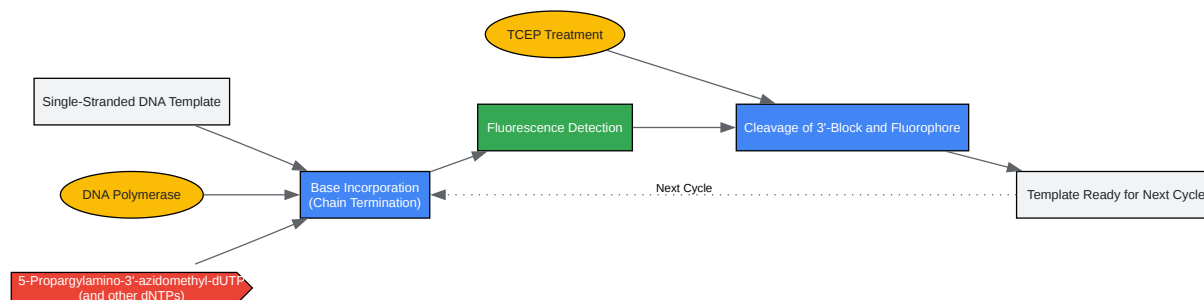 TCEP Treatment
Single-Stranded DNA Template
Fluorescence Detection
Cleavage of 3'-Block and Fluorophore
DNA Polymerase
Base Incorporation
(Chain Termination)
Next Cycle
Template Ready for Next Cycle
5-Propargylamino-3'-azidomethyl-dUTP
(and other dNTPs)